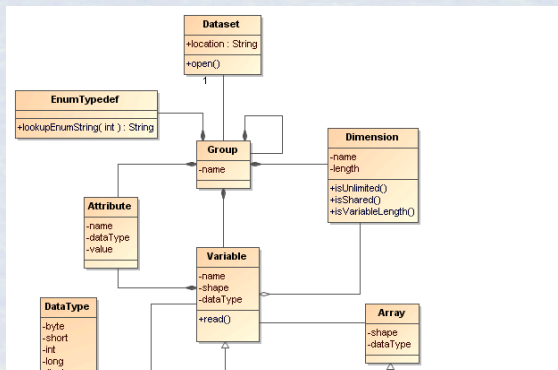 Dataset
+location : String
+open()
1
EnumTypedef
+lookupEnumString( int ) : String
Group
-name
Dimension
-name
-length
+isUnlimited()
+isShared()
+isVariableLength()
Attribute
-name
-dataType
-value
Variable
-name
-shape
-dataType
+read()
DataType
-byte
-short
-int
-long
Array
-shape
-dataType